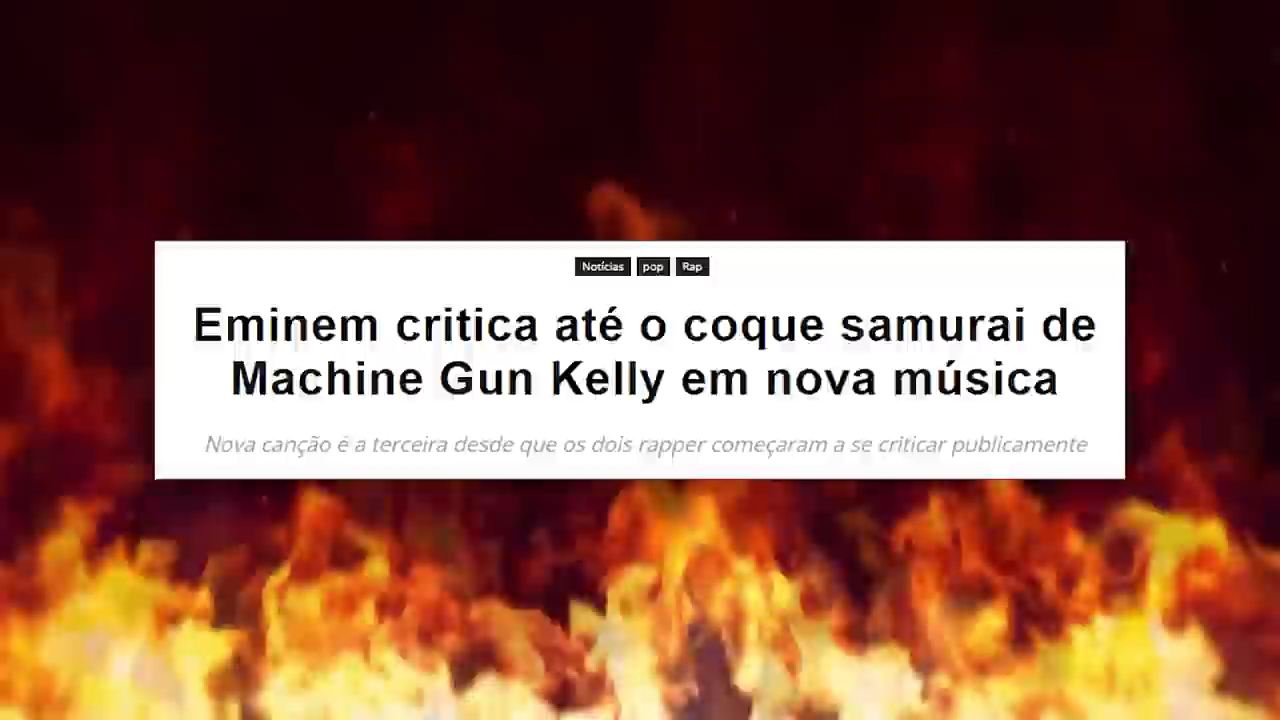 Notícias pop Rap
Eminem critica até o coque samurai de
Machine Gun Kelly em nova música
Nova canção é a terceira desde que os dois rapper começaram a se criticar publicamente